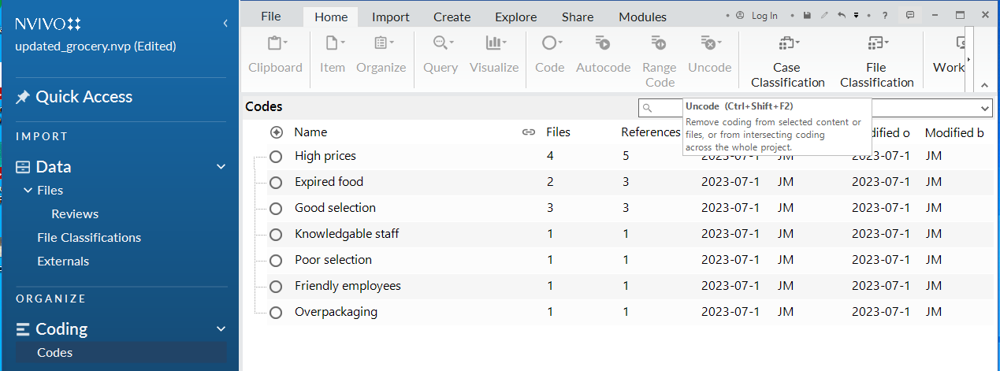 NVIVO
updated_grocery.nvp (Edited)
Quick Access
IMPORT
Data
Files
Reviews
File Classifications
Externals
ORGANIZE
Coding
Codes
File Home Import Create Explore Share Modules Log In ?
Clipboard Item Organize Query Visualize Code Autocode Range Code Uncode Case Classification File Classification Work
Codes
Uncode (Ctrl+Shift+F2)
Remove coding from selected content or
files, or from intersecting coding
across the whole project.
Name Files References dified o Modified b
High prices 4 5 2023-07-1 JM 2023-07-1 JM
Expired food 2 3 2023-07-1 JM 2023-07-1 JM
Good selection 3 3 2023-07-1 JM 2023-07-1 JM
Knowledgable staff 1 1 2023-07-1 JM 2023-07-1 JM
Poor selection 1 1 2023-07-1 JM 2023-07-1 JM
Friendly employees 1 1 2023-07-1 JM 2023-07-1 JM
Overpackaging 1 1 2023-07-1 JM 2023-07-1 JM